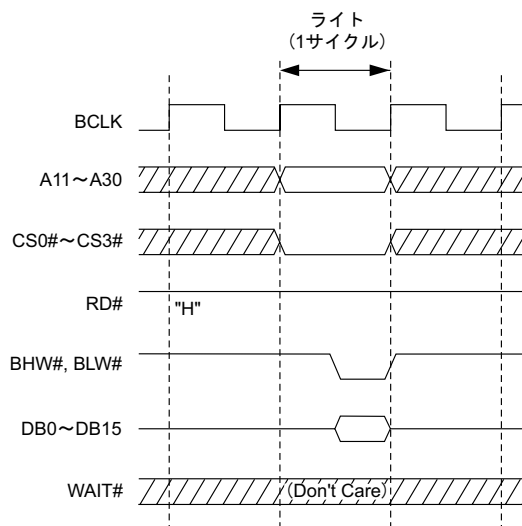 ライト
(1サイクル)
BCLK
A11～A30
CS0#～CS3#
RD#
"H"
BHW#, BLW#
DB0～DB15
WAIT#
(Don't Care)